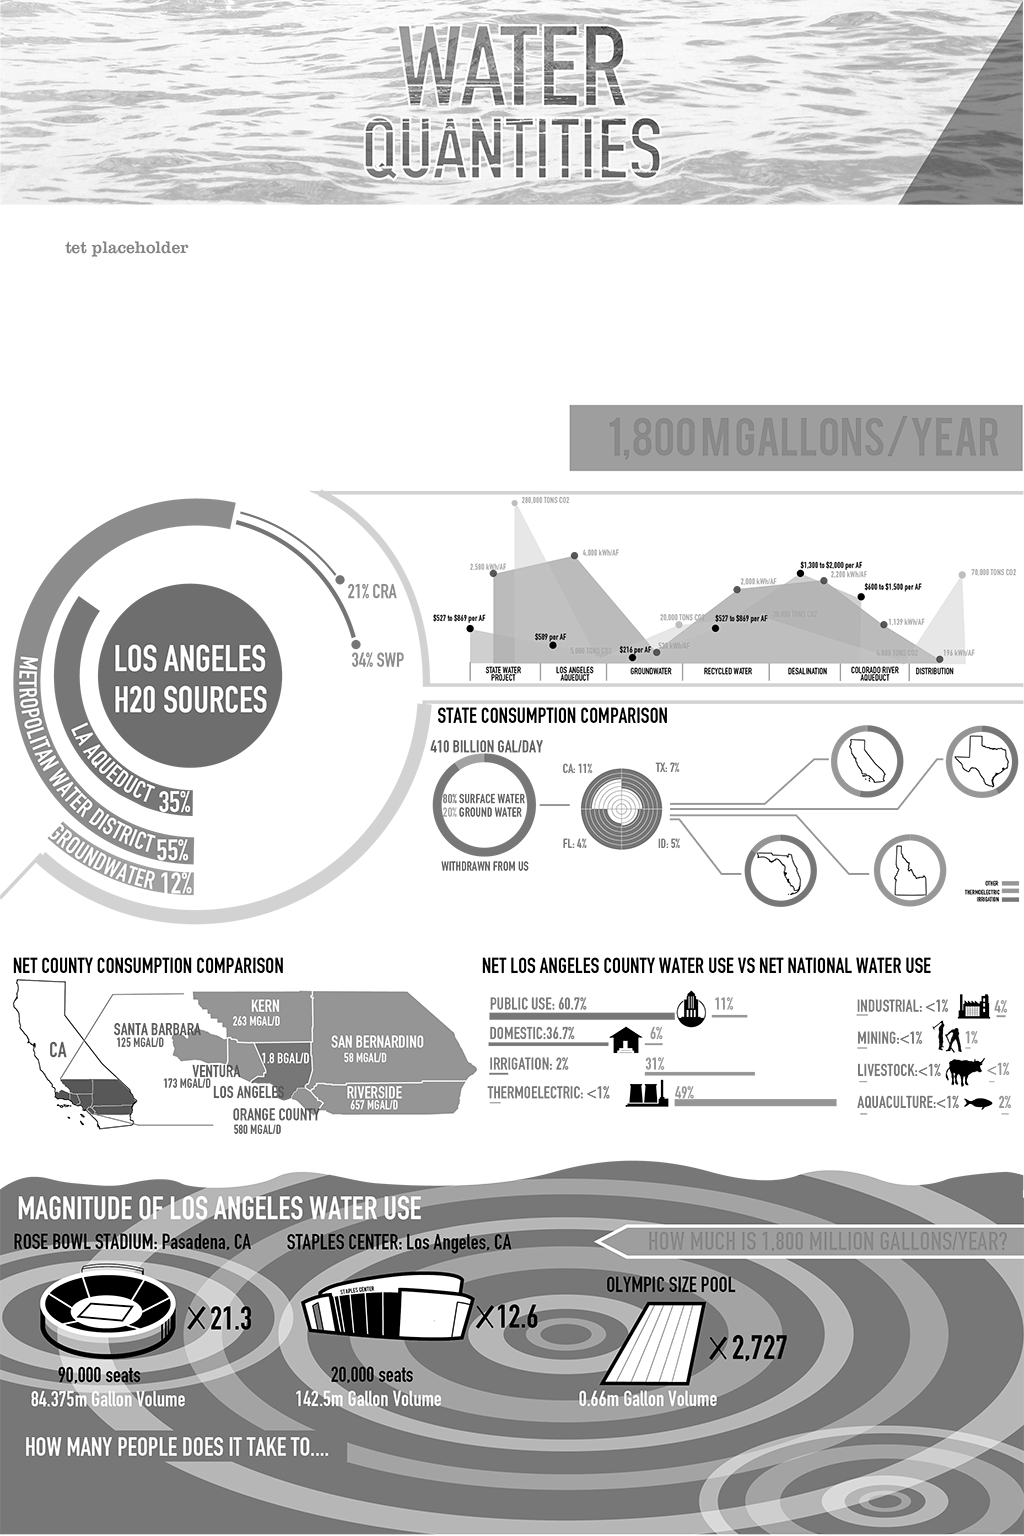 WATER
QUANTITIES
tet placeholder
1,800 M GALLONS/YEAR
280,000 TONS CO2
4,000 kWh/AF
2,580 kWh/AF
$527 to $869 per AF
$589 per AF
5,000 TONS CO2
$216 per AF
530 kWh/AF
20,000 TONS CO2
$527 to $869 per AF
2,000 kWh/AF
$1,300 to $2,000 per AF
2,200 kWh/AF
$600 to $1,500 per AF
1,139 kWh/AF
70,000 TONS CO2
196 kWh/AF
STATE WATER
PROJECT
LOS ANGELES
AQUEDUCT
GROUNDWATER
RECYCLED WATER
DESALINATION
COLORADO RIVER
AQUEDUCT
DISTRIBUTION
21% CRA
34% SWP
LOS ANGELES
H20 SOURCES
LA AQUEDUCT 35%
METROPOLITAN WATER DISTRICT 55%
GROUNDWATER 12%
STATE CONSUMPTION COMPARISON
410 BILLION GAL/DAY
80% SURFACE WATER
20% GROUND WATER
WITHDRAWN FROM US
CA: 11%
TX: 7%
FL: 4%
ID: 5%
OTHER
THERMOELECTRIC
IRRIGATION
NET COUNTY CONSUMPTION COMPARISON
CA
KERN
263 MGAL/D
SANTA BARBARA
125 MGAL/D
SAN BERNARDINO
58 MGAL/D
1.8 BGAL/D
VENTURA
173 MGAL/D
LOS ANGELES
RIVERSIDE
657 MGAL/D
ORANGE COUNTY
580 MGAL/D
NET LOS ANGELES COUNTY WATER USE VS NET NATIONAL WATER USE
PUBLIC USE: 60.7%
11%
DOMESTIC:36.7%
6%
IRRIGATION: 2%
31%
THERMOELECTRIC: <1%
49%
INDUSTRIAL: <1%
4%
MINING:<1%
1%
LIVESTOCK:<1%
<1%
AQUACULTURE:<1%
2%
MAGNITUDE OF LOS ANGELES WATER USE
ROSE BOWL STADIUM: Pasadena, CA
STAPLES CENTER: Los Angeles, CA
HOW MUCH IS 1,800 MILLION GALLONS/YEAR?
OLYMPIC SIZE POOL
STAPLES CENTER
X 21.3
X 12.6
X 2,727
90,000 seats
84.375m Gallon Volume
20,000 seats
142.5m Gallon Volume
0.66m Gallon Volume
HOW MANY PEOPLE DOES IT TAKE TO....